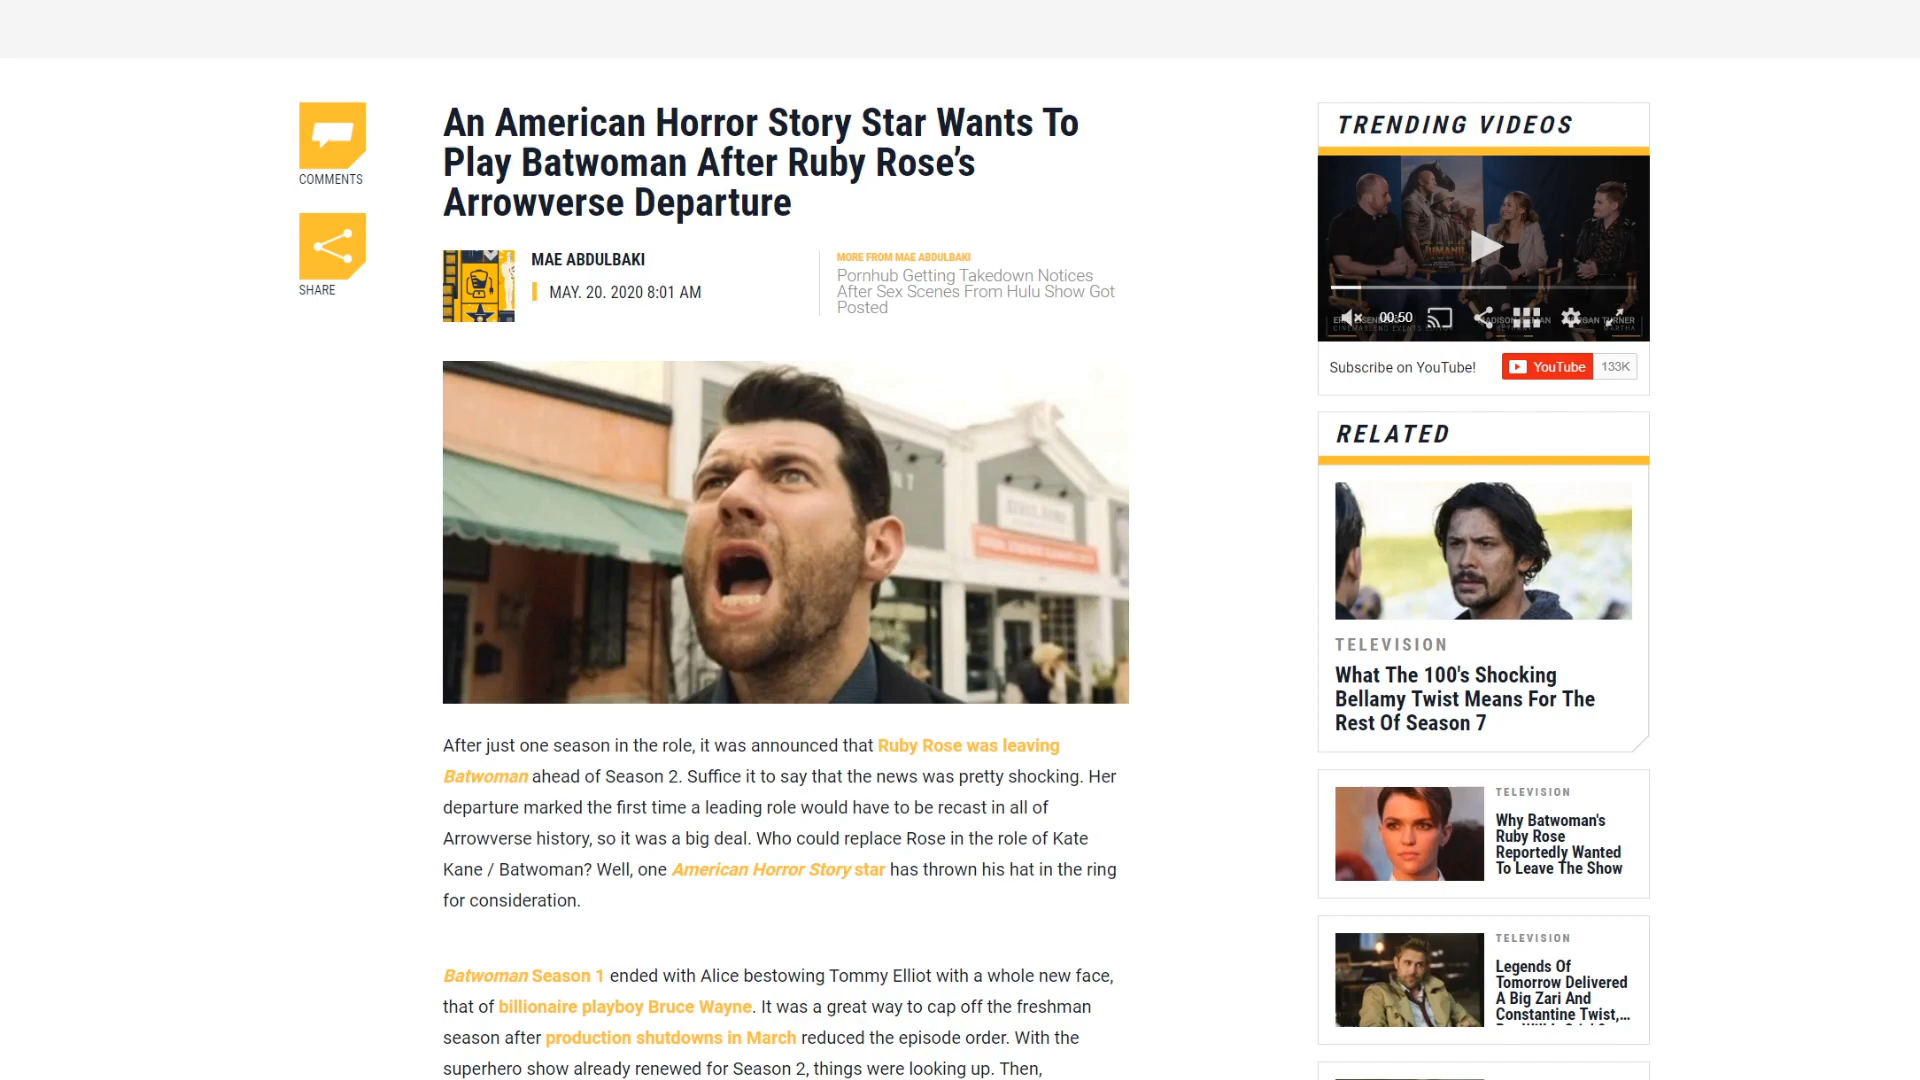 COMMENTS
SHARE
An American Horror Story Star Wants To
Play Batwoman After Ruby Rose’s
Arrowverse Departure
MAE ABDULBAKI
MAY. 20. 2020 8:01 AM
MORE FROM MAE ABDULBAKI
Pornhub Getting Takedown Notices
After Sex Scenes From Hulu Show Got
Posted
After just one season in the role, it was announced that Ruby Rose was leaving
Batwoman ahead of Season 2. Suffice it to say that the news was pretty shocking. Her
departure marked the first time a leading role would have to be recast in all of
Arrowverse history, so it was a big deal. Who could replace Rose in the role of Kate
Kane / Batwoman? Well, one American Horror Story star has thrown his hat in the ring
for consideration.
Batwoman Season 1 ended with Alice bestowing Tommy Elliot with a whole new face,
that of billionaire playboy Bruce Wayne. It was a great way to cap off the freshman
season after production shutdowns in March reduced the episode order. With the
superhero show already renewed for Season 2, things were looking up. Then,
TRENDING VIDEOS
JUMANJI
00:50
Subscribe on YouTube!
YouTube
133K
RELATED
TELEVISION
What The 100's Shocking
Bellamy Twist Means For The
Rest Of Season 7
TELEVISION
Why Batwoman's
Ruby Rose
Reportedly Wanted
To Leave The Show
TELEVISION
Legends Of
Tomorrow Delivered
A Big Zari And
Constantine Twist,...